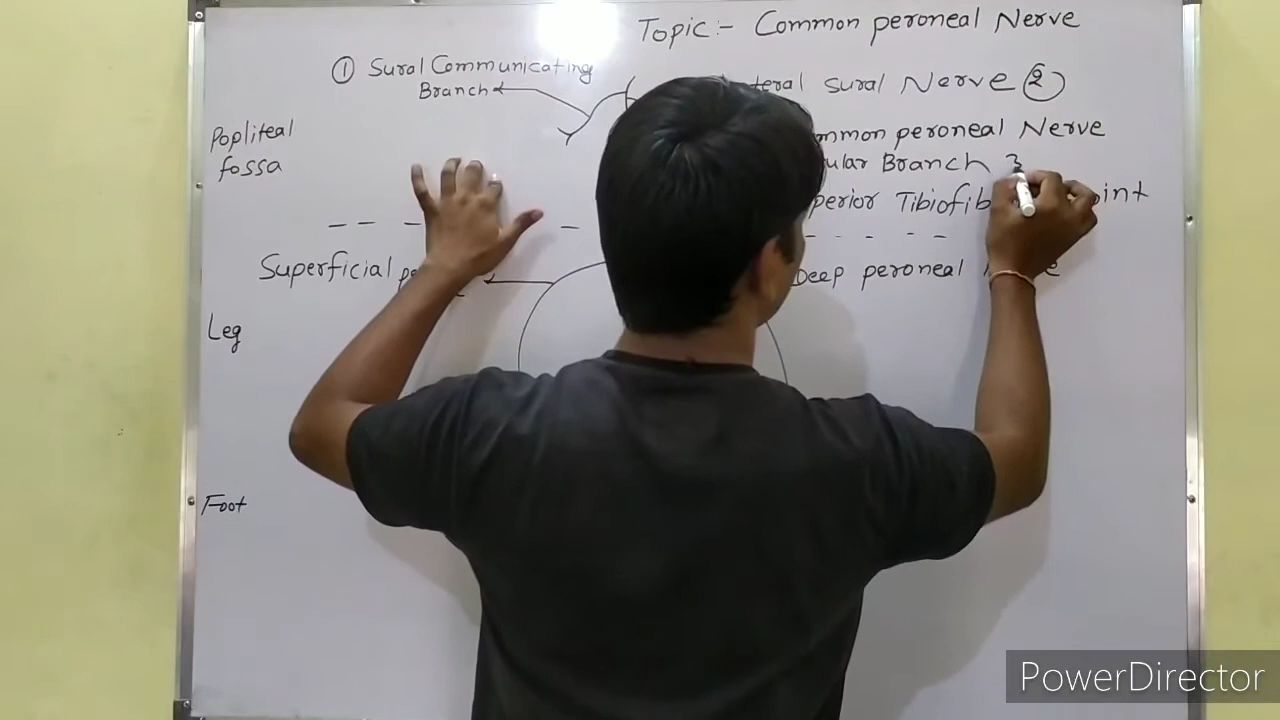 Topic:- Common peroneal Nerve
① Sural Communicating
Branch
sural Nerve ②
peroneal Nerve
Branch 3
Popliteal
fossa
Superficial
Deep peroneal
Leg
Foot
PowerDirector